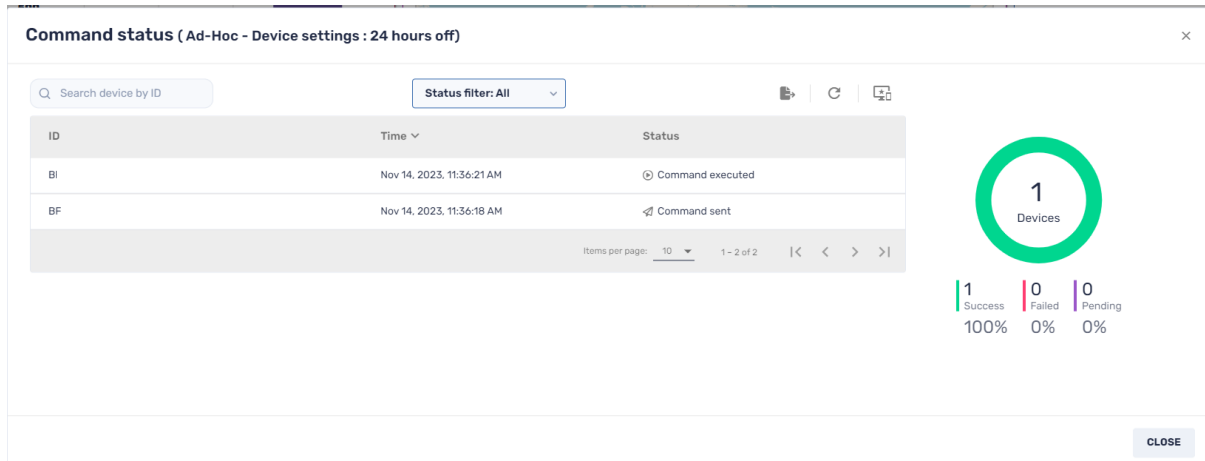 Command status ( Ad-Hoc - Device settings : 24 hours off)
Search device by ID
Status filter: All
ID Time Status
Nov 14, 2023, 11:36:21 AM Command executed
BF Nov 14, 2023, 11:36:18 AM Command sent
Items per page: 10 1 – 2 of 2
1
Devices
1 0 0
Success Failed Pending
100% 0% 0%
CLOSE